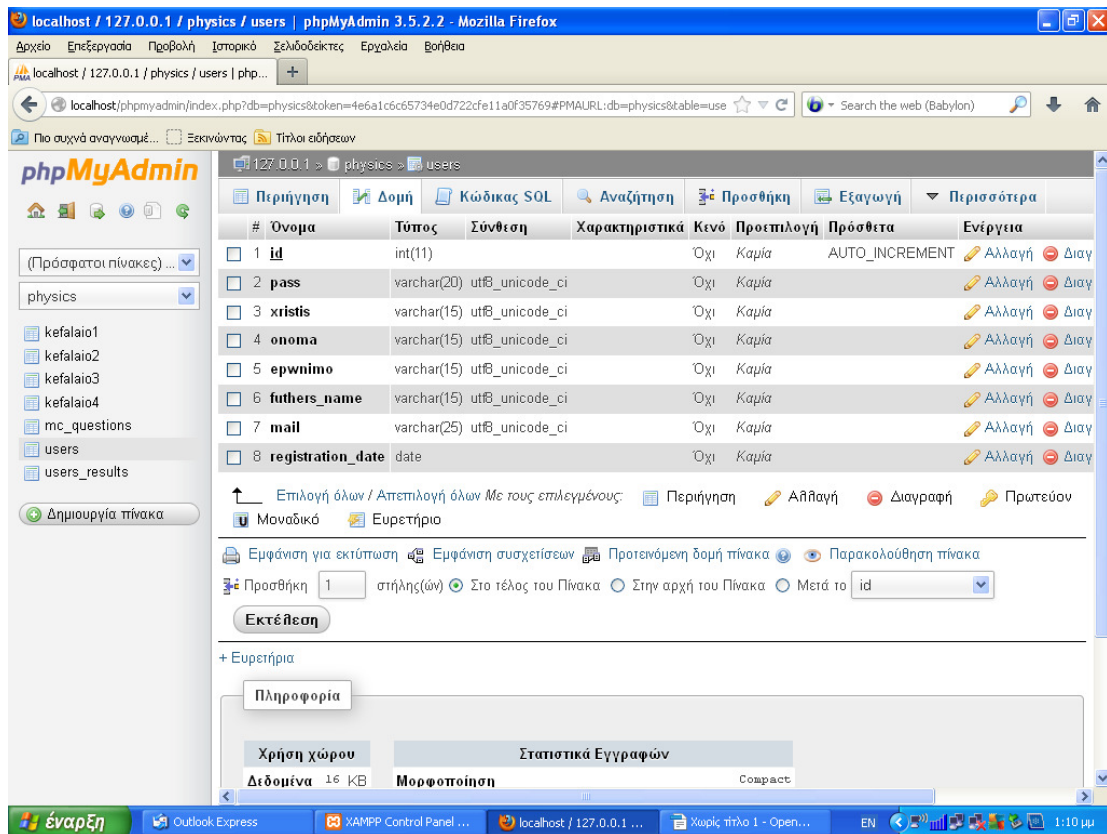 localhost / 127.0.0.1 / physics / users | phpMyAdmin 3.5.2.2 - Mozilla Firefox
Αρχείο Επεξεργασία Προβολή Ιστορικό Σελιδοδείκτες Εργαλεία Βοήθεια
localhost / 127.0.0.1 / physics / users | php... +
localhost/phpmyadmin/index.php?db=physics&token=4e6a1c6c65734e0d722cfe11a0f35769#PMAURL:db=physics&table=use Search the web (Babylon)
Πιο συχνά αναγνωσμέ... Ξεκινώντας Τίτλοι ειδήσεων
phpMyAdmin
(Πρόσφατοι πίνακες) ...
physics
kefalaio1
kefalaio2
kefalaio3
kefalaio4
mc_questions
users
users_results
Δημιουργία πίνακα
127.0.0.1 » physics » users
Περιήγηση Δομή Κώδικας SQL Αναζήτηση Προσθήκη Εξαγωγή Περισσότερα
# Όνομα Τύπος Σύνθεση Χαρακτηριστικά Κενό Προεπιλογή Πρόσθετα Ενέργεια
1 id int(11) Όχι Καμία AUTO_INCREMENT Αλλαγή Διαγ
2 pass varchar(20) utf8_unicode_ci Όχι Καμία Αλλαγή Διαγ
3 xristis varchar(15) utf8_unicode_ci Όχι Καμία Αλλαγή Διαγ
4 onoma varchar(15) utf8_unicode_ci Όχι Καμία Αλλαγή Διαγ
5 epwnimo varchar(15) utf8_unicode_ci Όχι Καμία Αλλαγή Διαγ
6 futhers_name varchar(15) utf8_unicode_ci Όχι Καμία Αλλαγή Διαγ
7 mail varchar(25) utf8_unicode_ci Όχι Καμία Αλλαγή Διαγ
8 registration_date date Όχι Καμία Αλλαγή Διαγ
Επιλογή όλων / Απεπιλογή όλων Με τους επιλεγμένους: Περιήγηση Αλλαγή Διαγραφή Πρωτεύον
Μοναδικό Ευρετήριο
Εμφάνιση για εκτύπωση Εμφάνιση συσχετίσεων Προτεινόμενη δομή πίνακα Παρακολούθηση πίνακα
Προσθήκη 1 στήλης(ών) Στο τέλος του Πίνακα Στην αρχή του Πίνακα Μετά το id
Εκτέλεση
+ Ευρετήρια
Πληροφορία
Χρήση χώρου Στατιστικά Εγγραφών
Δεδομένα 16 KB Μορφοποίηση Compact
έναρξη Outlook Express XAMPP Control Panel ... localhost / 127.0.0.1 ... Χωρίς τίτλο 1 - Open... EN 1:10 μμ